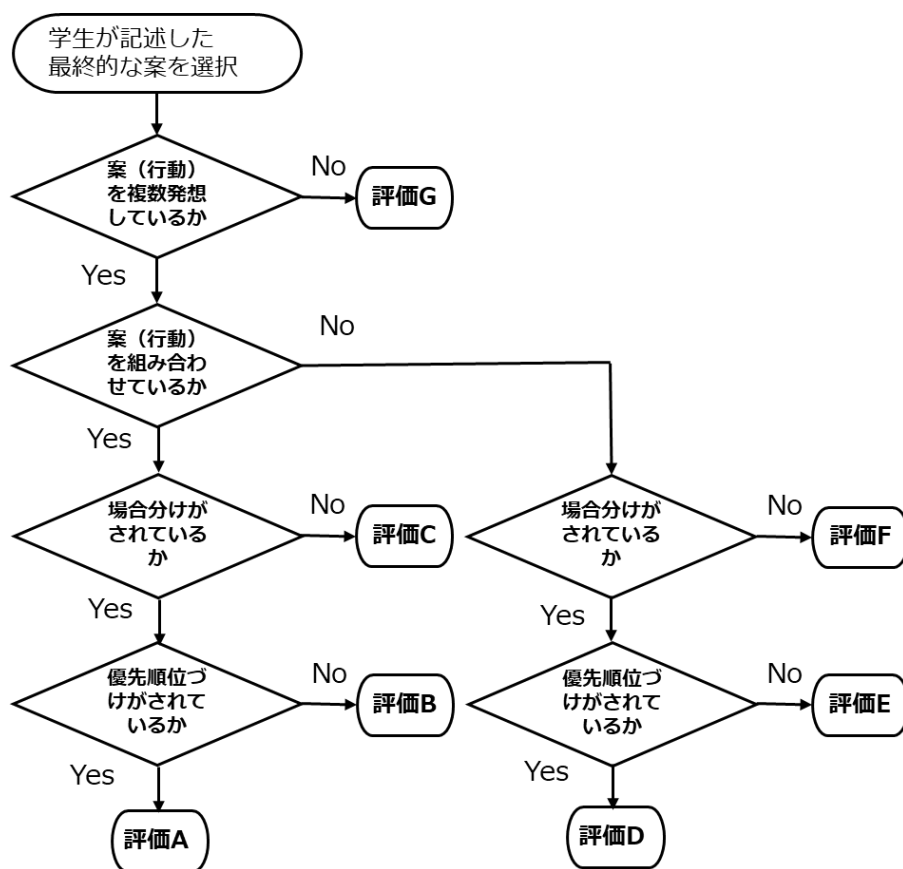 学生が記述した
最終的な案を選択
案（行動）
を複数発想
しているか
No
評価G
Yes
案（行動）
を組み合わ
せているか
No
Yes
場合分けが
されている
か
No
評価C
場合分けが
されている
か
No
評価F
Yes
Yes
優先順位づ
けがされて
いるか
No
評価B
優先順位づ
けがされて
いるか
No
評価E
Yes
Yes
評価A
評価D